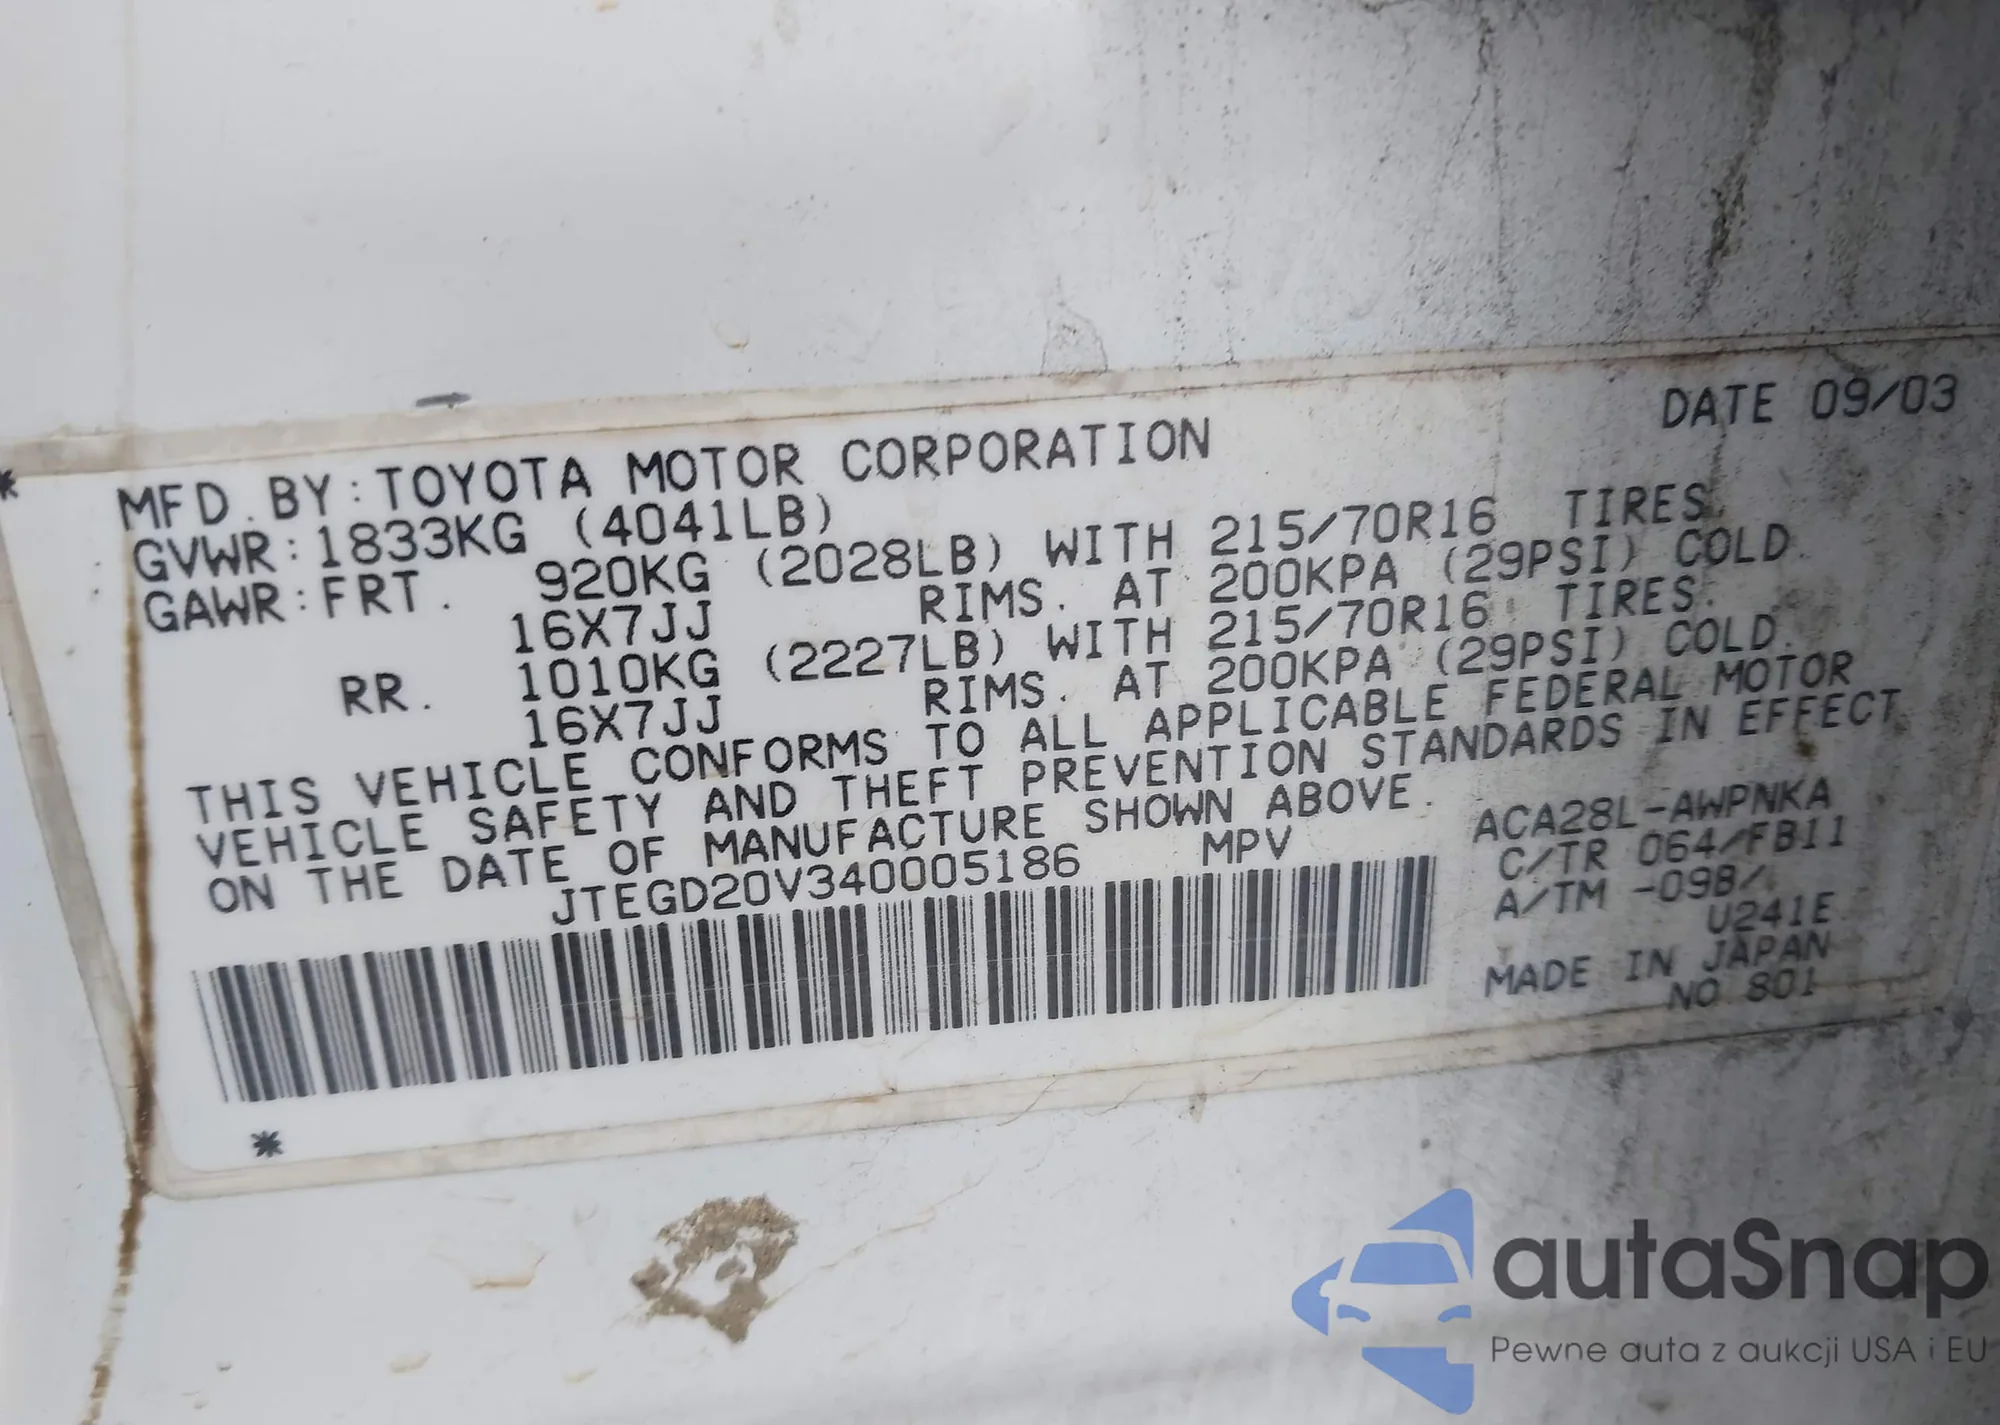 DATE 09/03
MFD.BY:TOYOTA MOTOR CORPORATION
GVWR:1833KG (4041LB)
GAWR:FRT. 920KG (2028LB) WITH 215/70R16 TIRES.
16X7JJ RIMS. AT 200KPA (29PSI) COLD.
RR. 1010KG (2227LB) WITH 215/70R16 TIRES.
16X7JJ RIMS. AT 200KPA (29PSI) COLD.
THIS VEHICLE CONFORMS TO ALL APPLICABLE FEDERAL MOTOR
VEHICLE SAFETY AND THEFT PREVENTION STANDARDS IN EFFECT
ON THE DATE OF MANUFACTURE SHOWN ABOVE.
JTEGD20V340005186 MPV
ACA28L-AWPNKA
C/TR 064/FB11
A/TM -09B/
U241E
MADE IN JAPAN
NO 801
autaSnap
Pewne auta z aukcji USA i EU